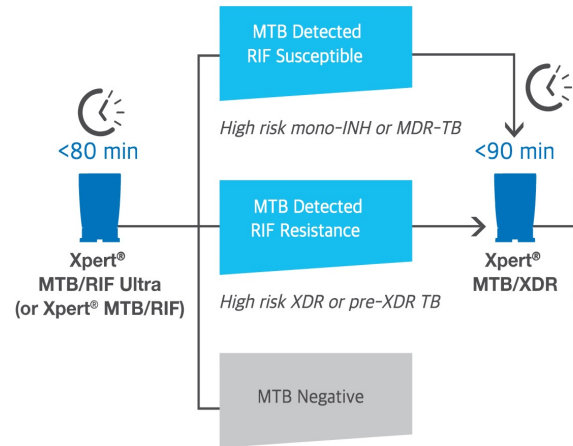 MTB Detected
RIF Susceptible
High risk mono-INH or MDR-TB
<80 min
<90 min
MTB Detected
RIF Resistance
Xpert®
MTB/RIF Ultra
(or Xpert® MTB/RIF)
Xpert®
MTB/XDR
High risk XDR or pre-XDR TB
MTB Negative